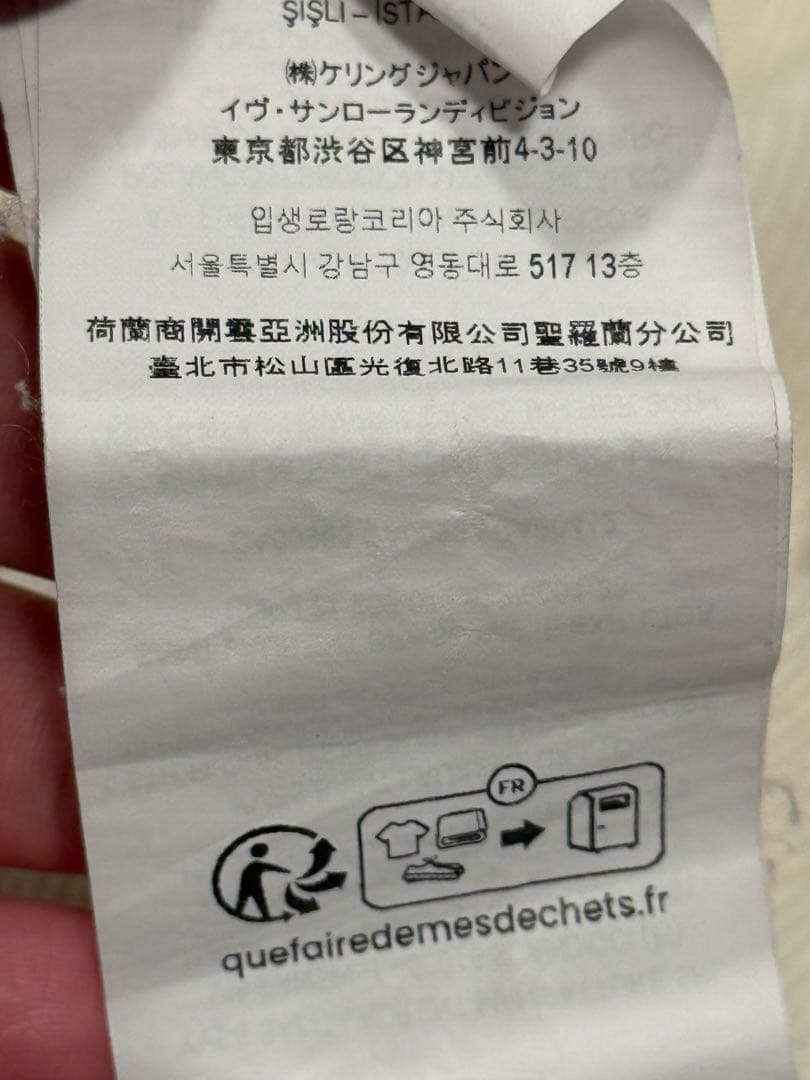 ŞİŞLİ – İSTA
㈱ケリングジャパン
イヴ・サンローランディビジョン
東京都渋谷区神宮前4-3-10
입생로랑코리아 주식회사
서울특별시 강남구 영동대로 517 13층
荷蘭商開雲亞洲股份有限公司聖羅蘭分公司
臺北市松山區光復北路11巷35號9樓
FR
quefairedemesdechets.fr